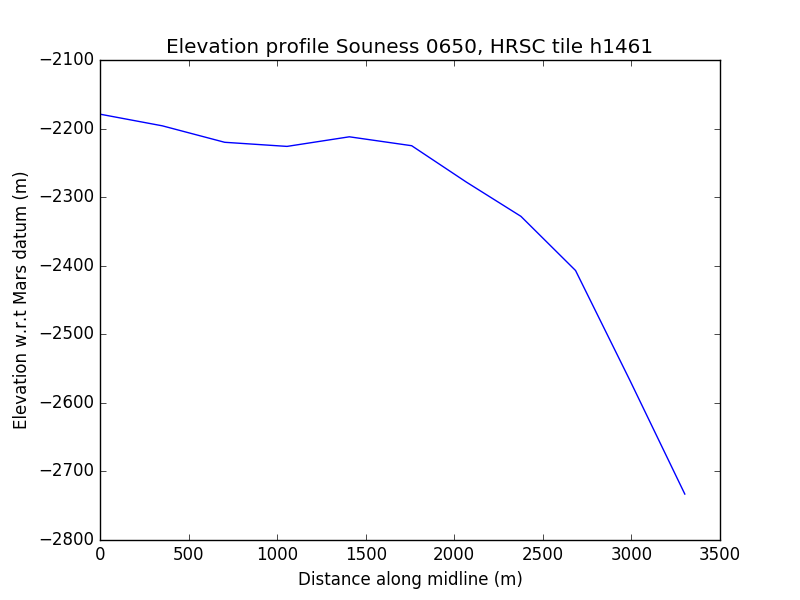 Elevation profile Souness 0650, HRSC tile h1461
−2100
−2200
−2300
−2400
−2500
−2600
−2700
−2800
Elevation w.r.t Mars datum (m)
0 500 1000 1500 2000 2500 3000 3500
Distance along midline (m)